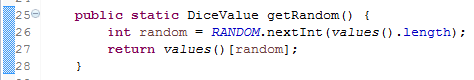 25 public static DiceValue getRandom() {
26 int random = RANDOM.nextInt(values().length);
27 return values()[random];
28 }